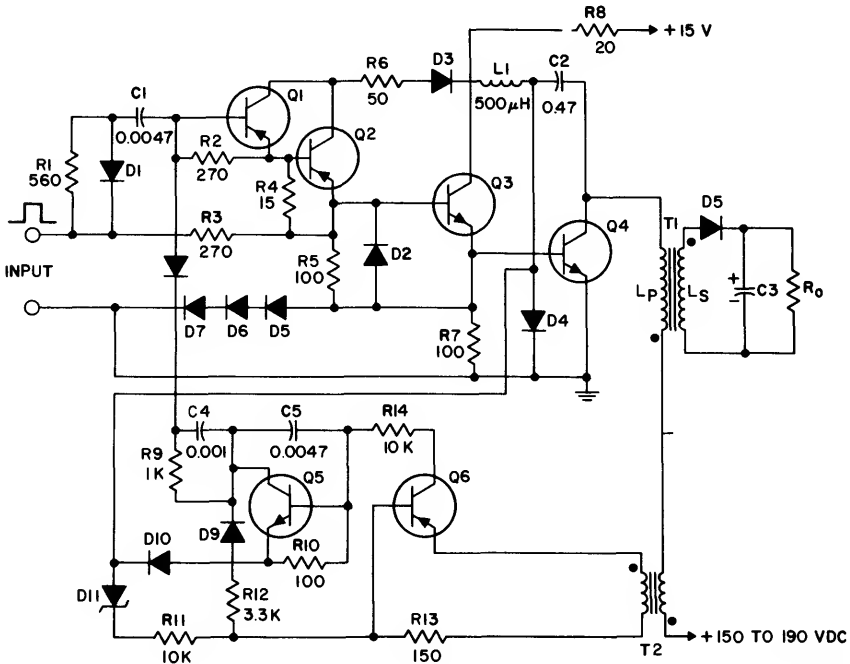 R8
+15 V
20
R6
50
D3
L1
500µH
C2
0.47
C1
0.0047
Q1
Q2
R1
560
D1
R2
270
R4
15
Q3
Q4
T1
D5
R3
270
INPUT
R5
100
D2
LP
LS
+
-
C3
Ro
D7
D6
D5
R7
100
D4
C4
0.001
C5
0.0047
R14
10K
R9
1K
Q5
Q6
D9
D10
R10
100
D11
R12
3.3K
R11
10K
R13
150
T2
+150 TO 190 VDC